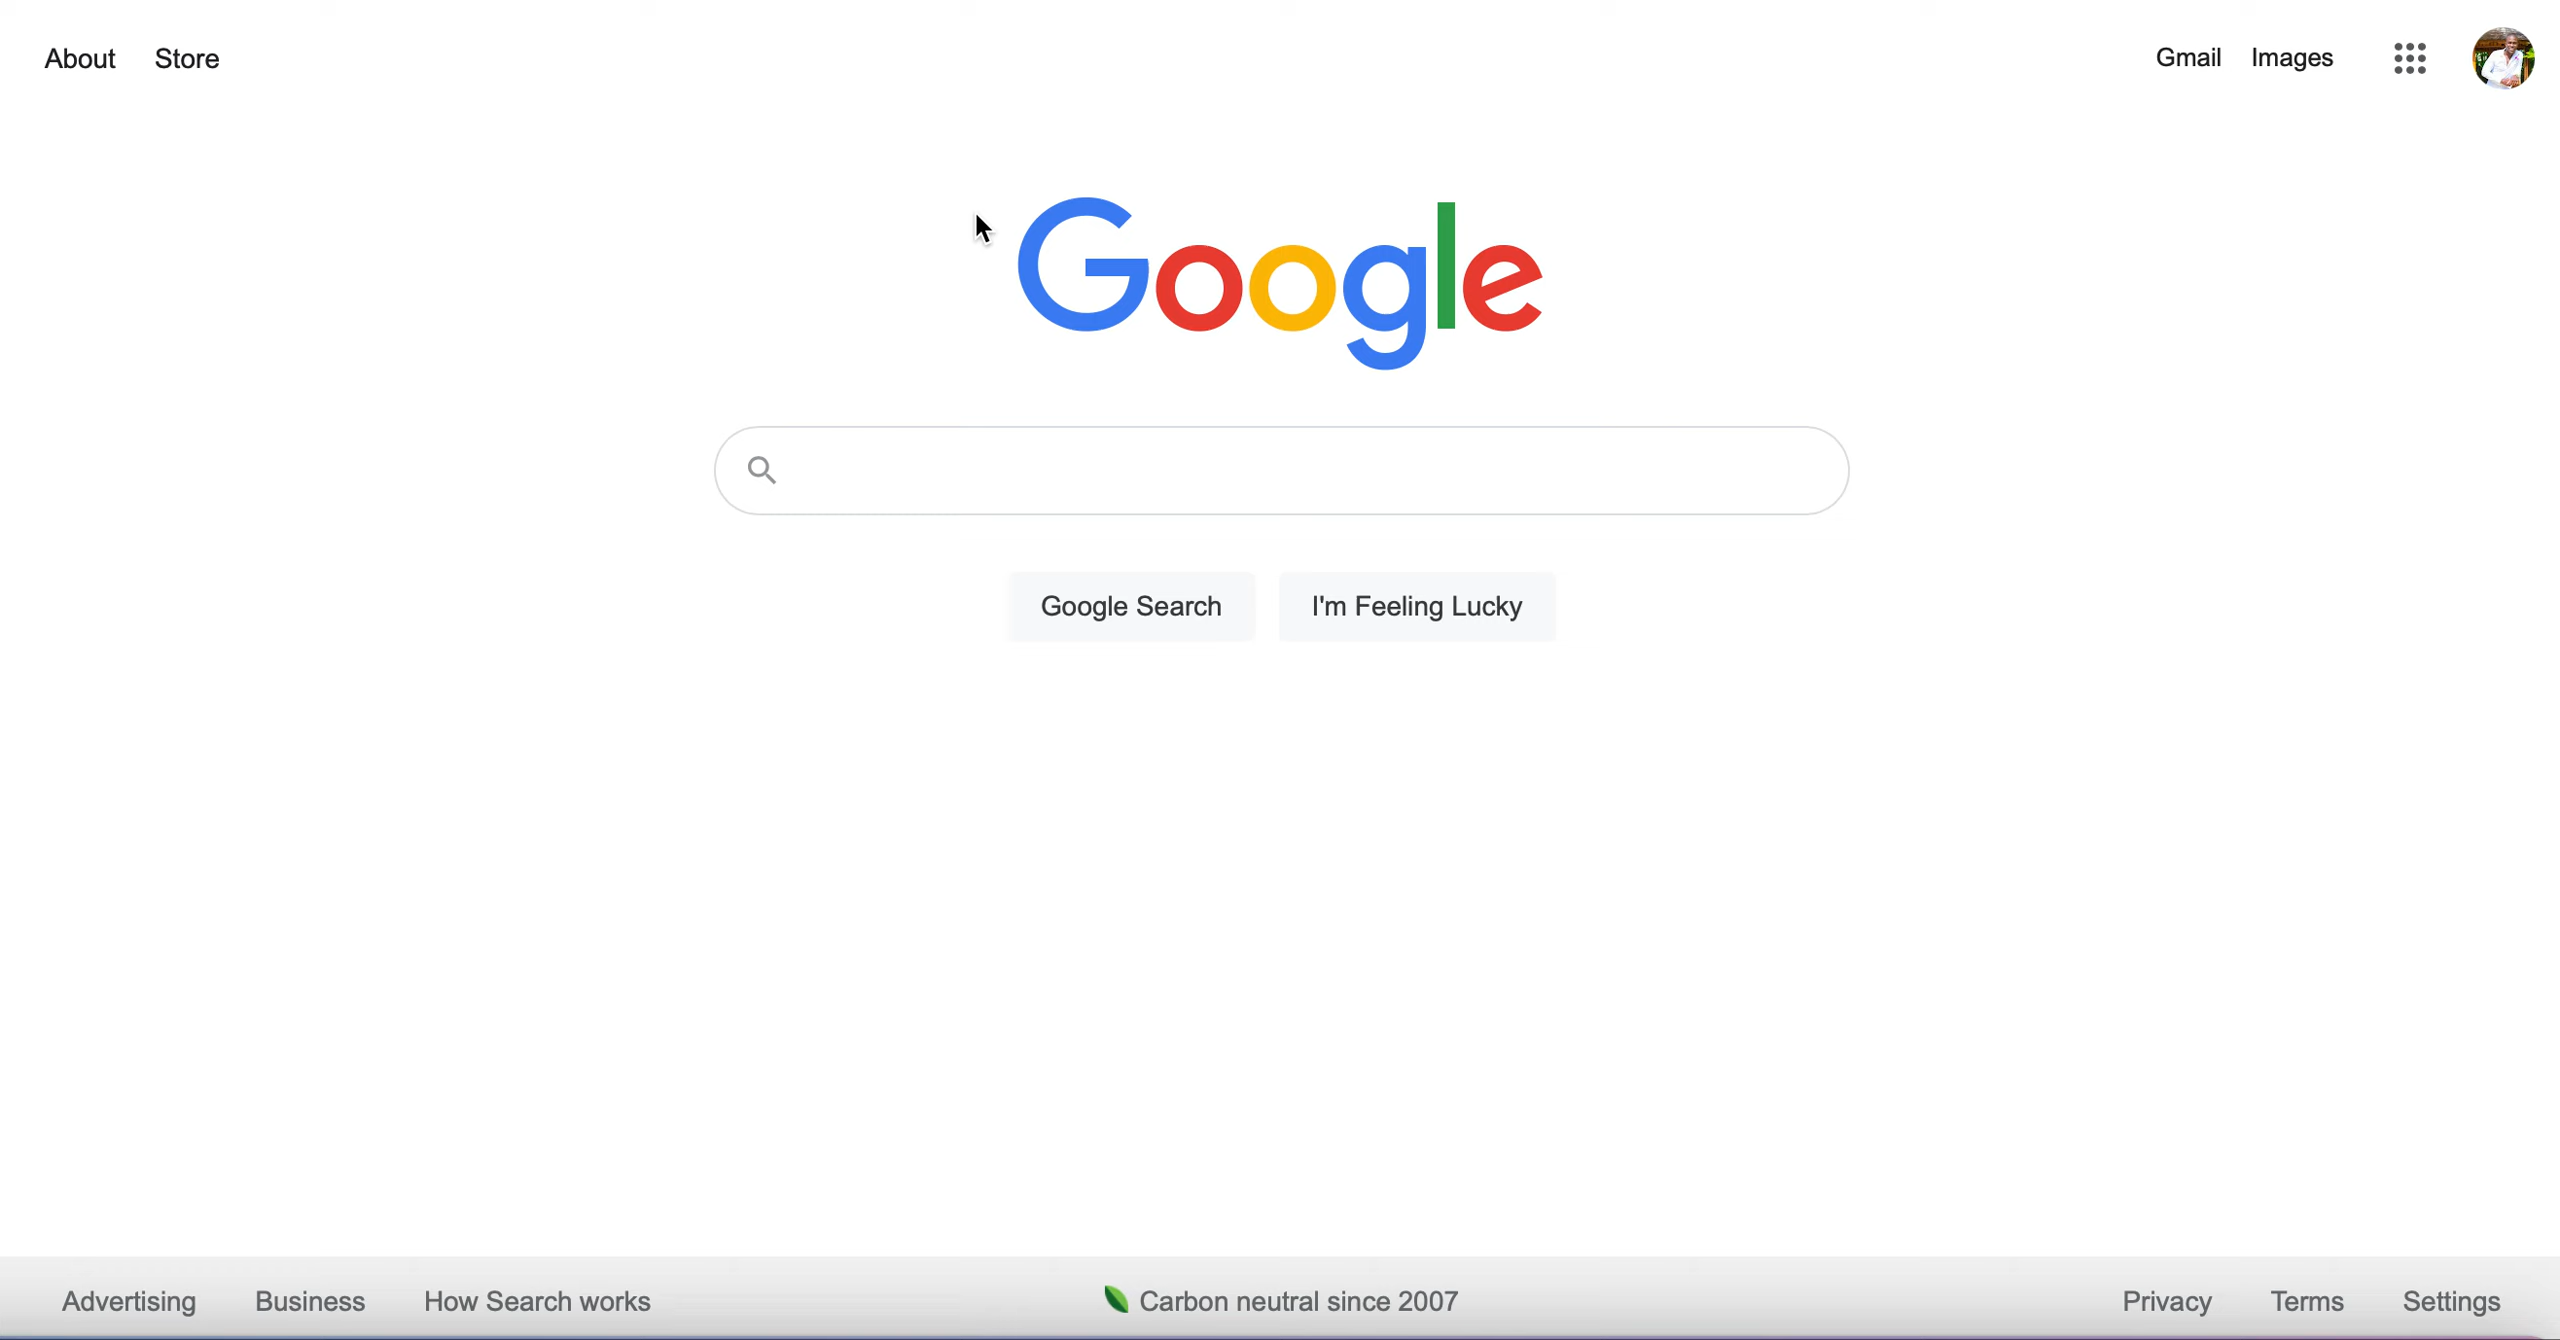 About Store
Gmail Images
Google
Google Search I'm Feeling Lucky
Advertising Business How Search works
Carbon neutral since 2007
Privacy Terms Settings